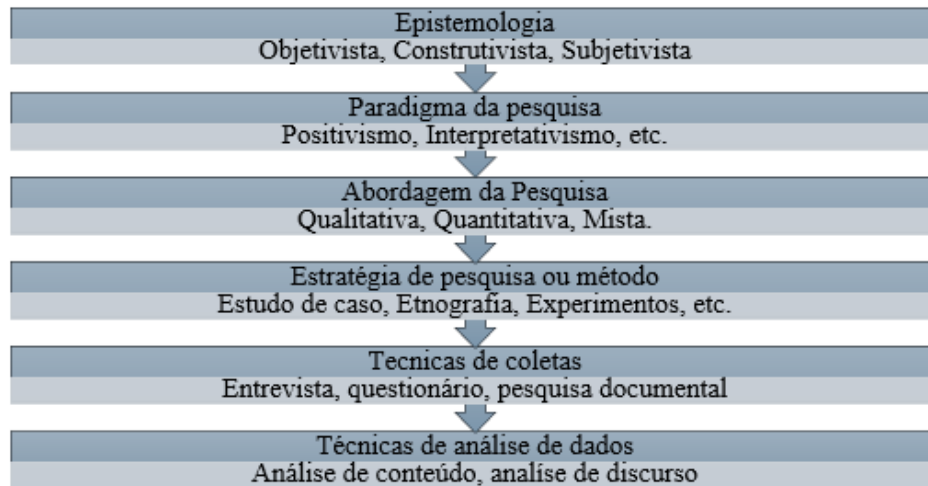 Epistemologia
Objetivista, Construtivista, Subjetivista
Paradigma da pesquisa
Positivismo, Interpretativismo, etc.
Abordagem da Pesquisa
Qualitativa, Quantitativa, Mista.
Estratégia de pesquisa ou método
Estudo de caso, Etnografia, Experimentos, etc.
Tecnicas de coletas
Entrevista, questionário, pesquisa documental
Técnicas de análise de dados
Análise de conteúdo, analíse de discurso